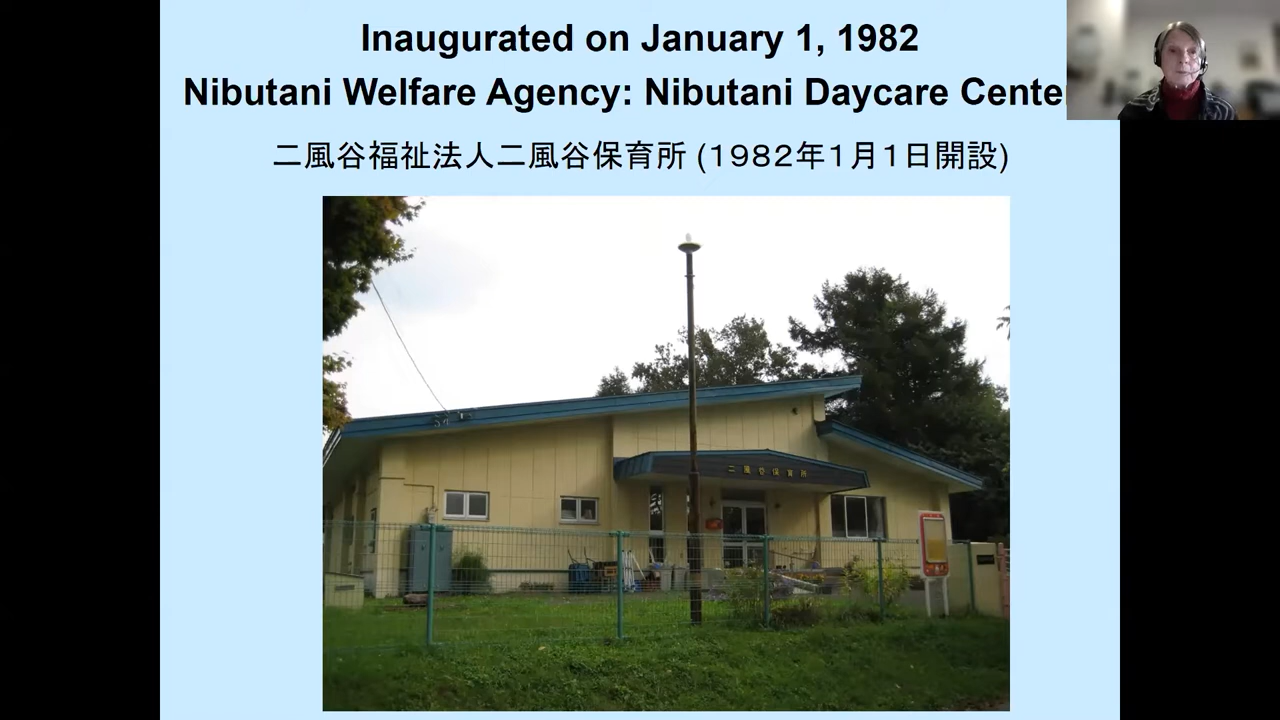 Inaugurated on January 1, 1982
Nibutani Welfare Agency: Nibutani Daycare Cente
二風谷福祉法人二風谷保育所 (1982年1月1日開設)
二風谷保育所